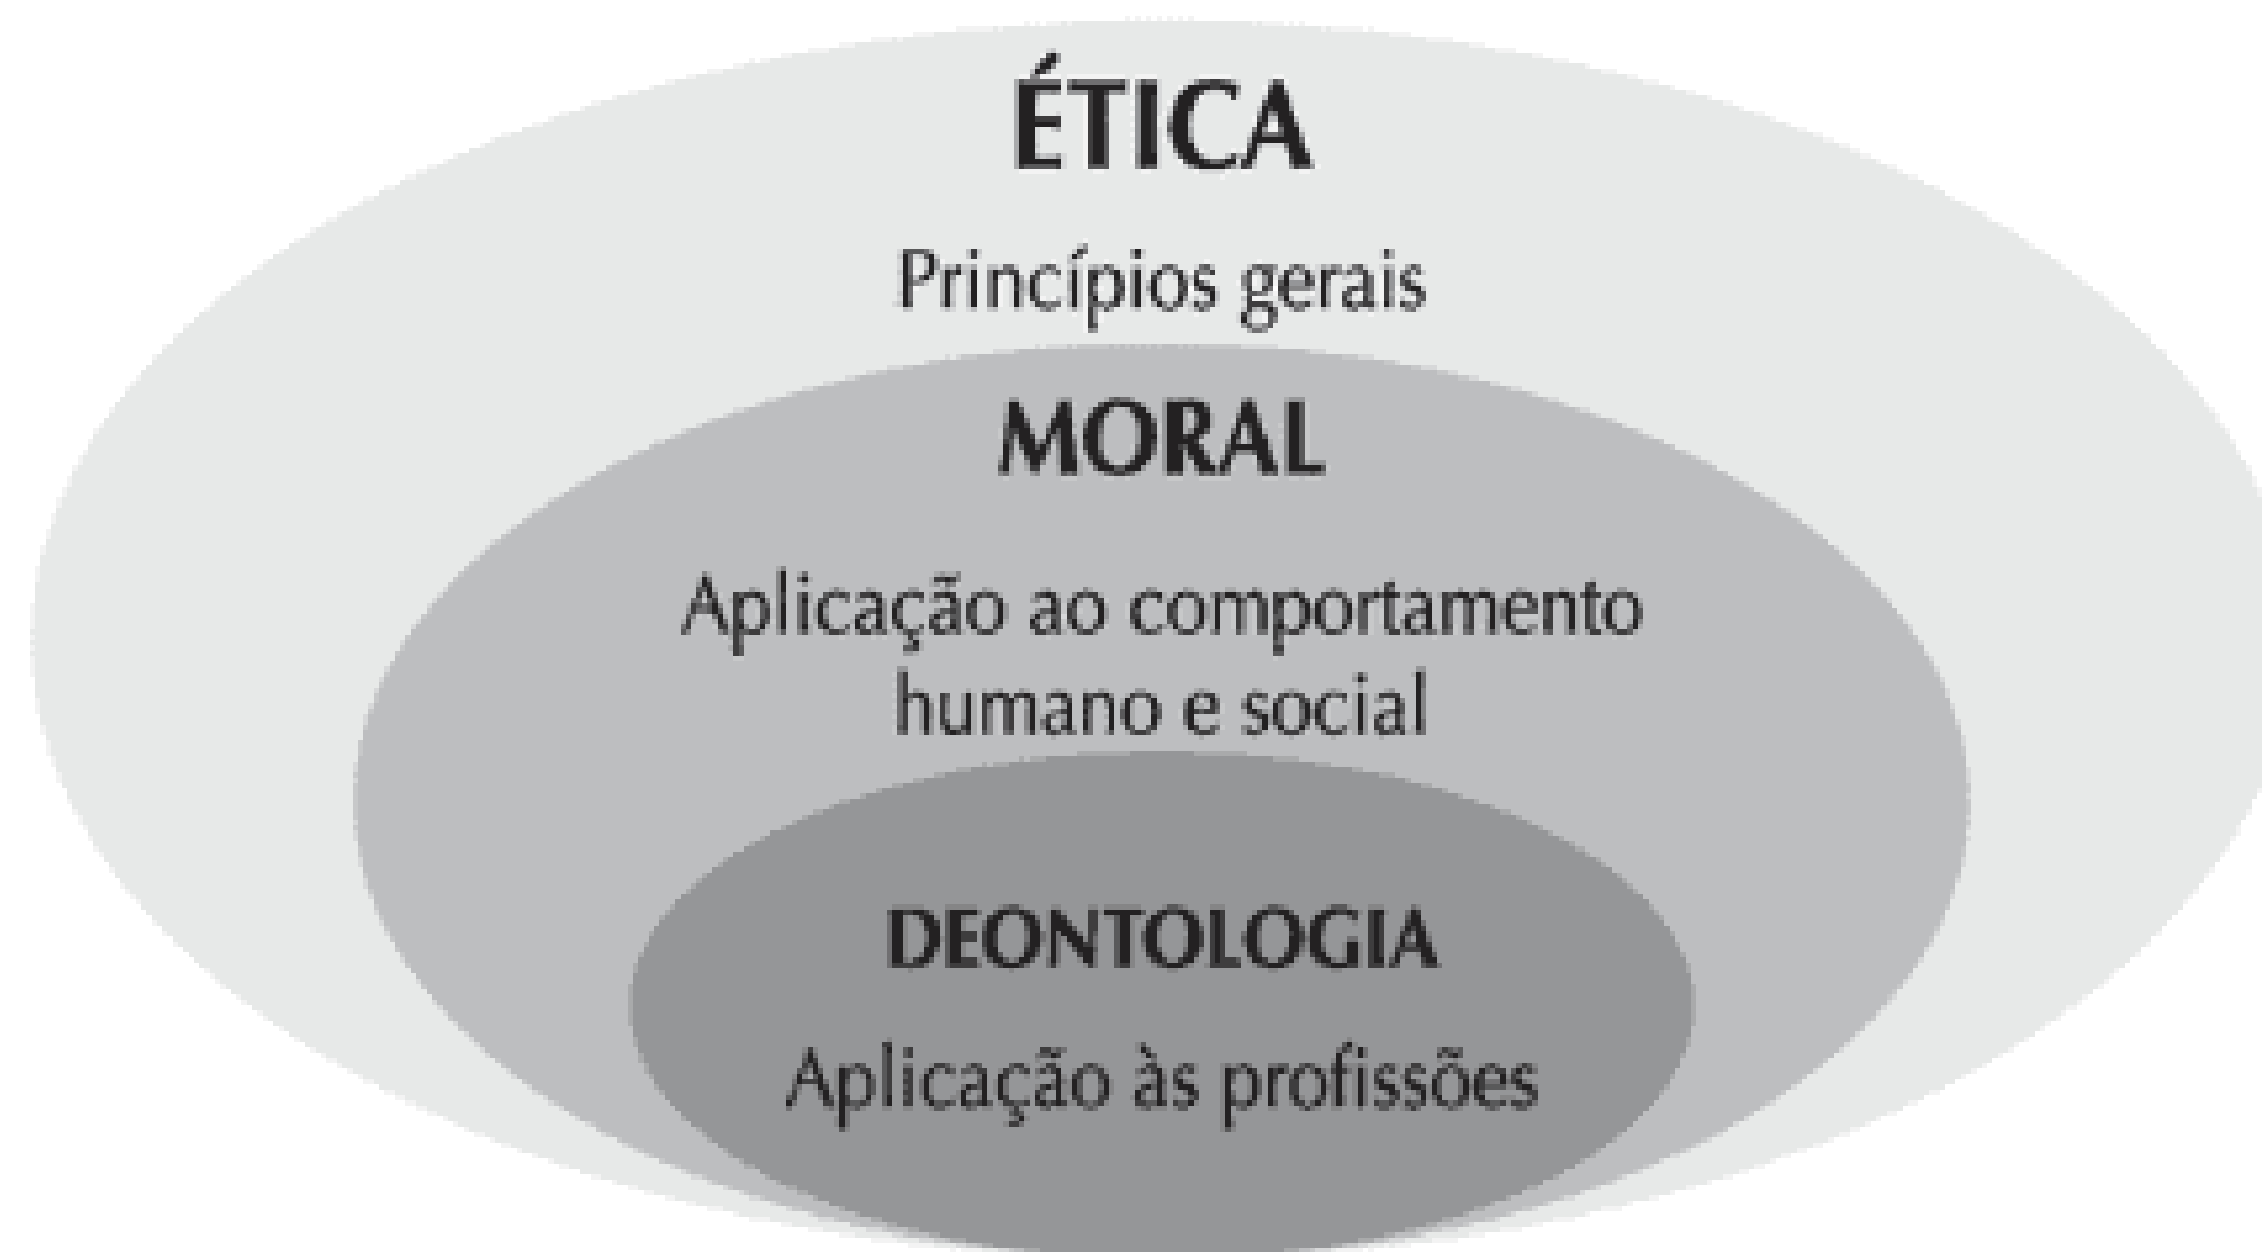 ÉTICA
Princípios gerais
MORAL
Aplicação ao comportamento
humano e social
DEONTOLOGIA
Aplicação às profissões